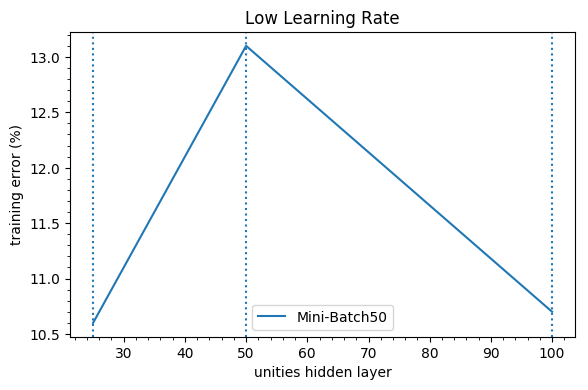 Low Learning Rate
training error (%)
13.0
12.5
12.0
11.5
11.0
10.5
Mini-Batch50
30 40 50 60 70 80 90 100
unities hidden layer